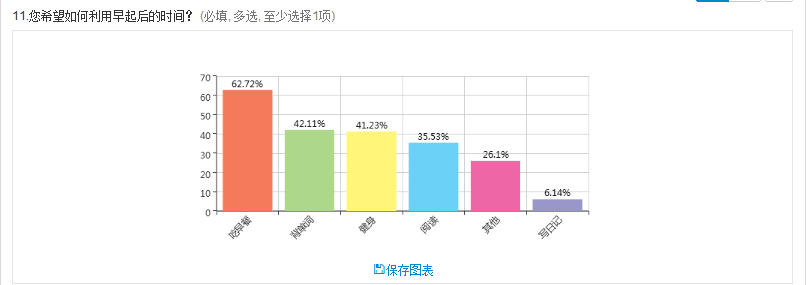 11.您希望如何利用早起后的时间？ (必填, 多选, 至少选择1项)
70
60
50
40
30
20
10
0
62.72%
42.11%
41.23%
35.53%
26.1%
6.14%
吃早餐
背单词
健身
阅读
其他
写日记
保存图表